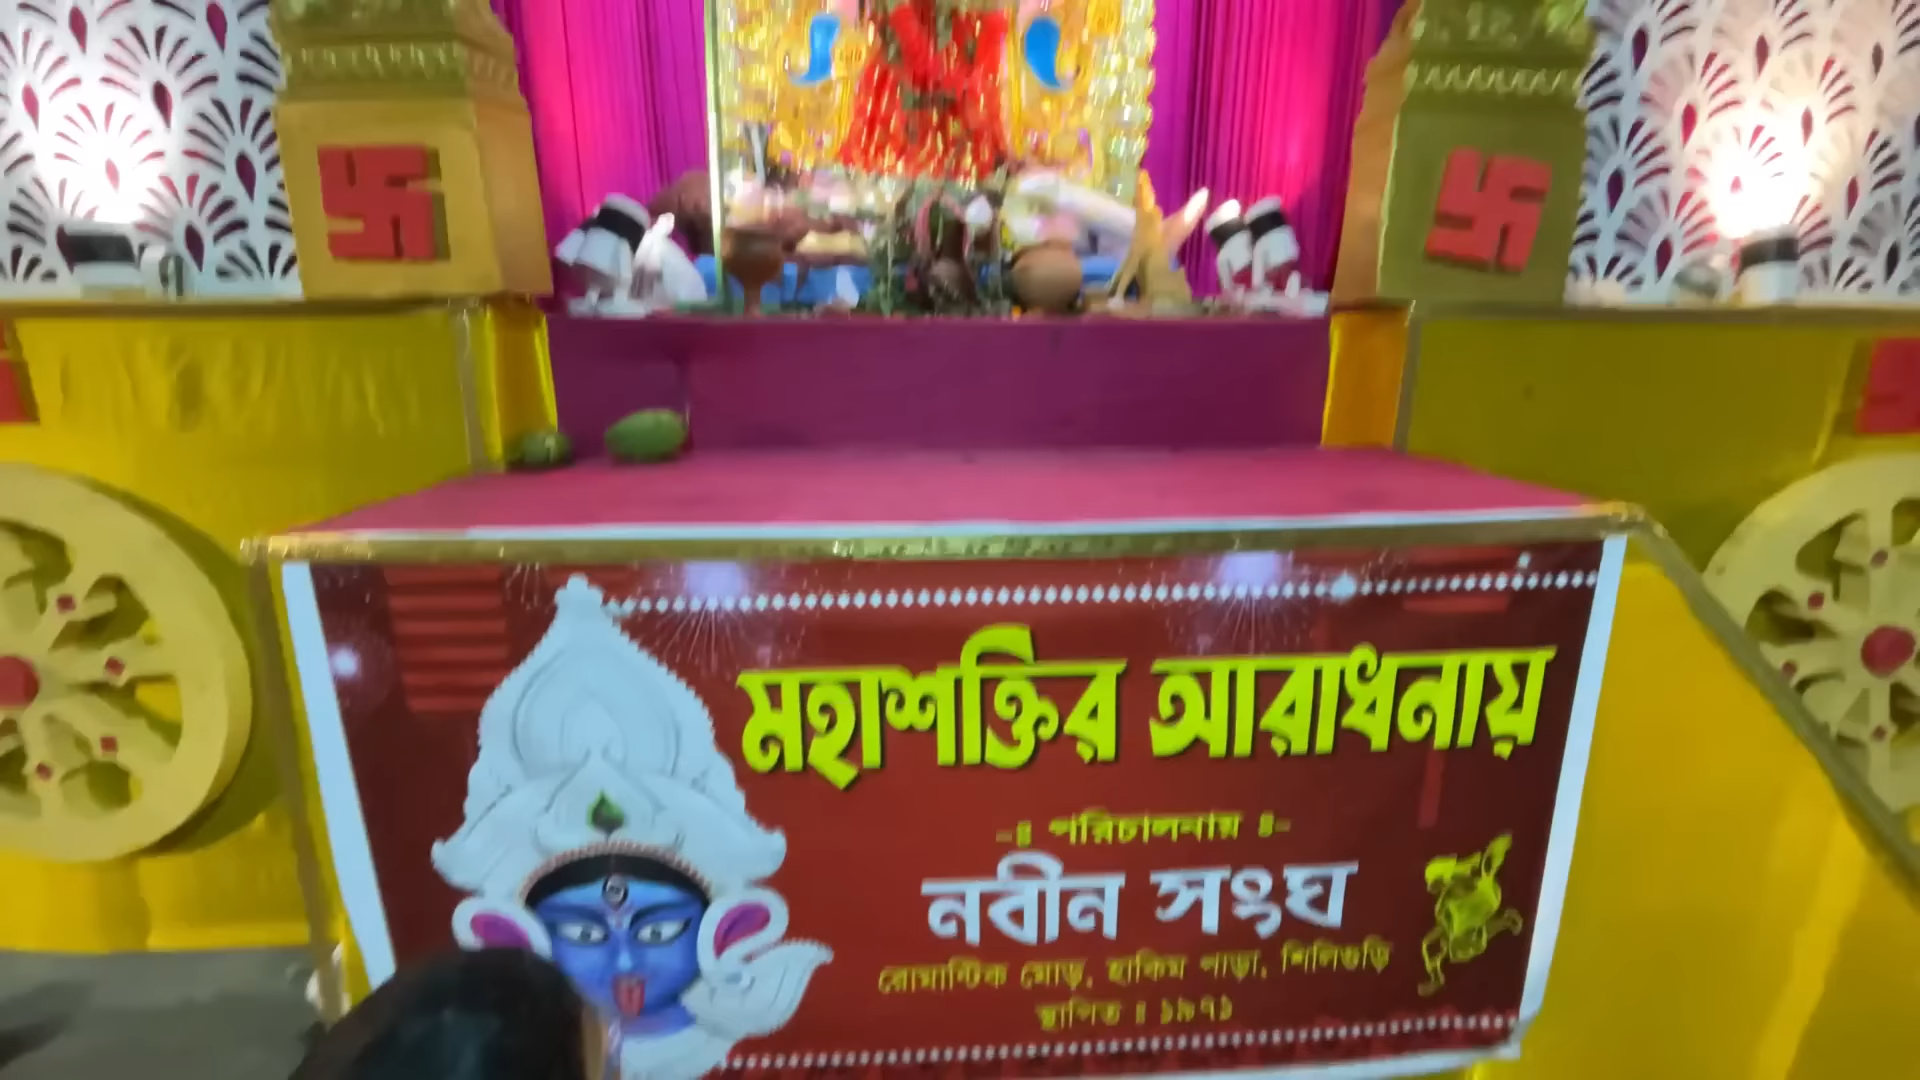 মহাশক্তির আরাধনায়
-ঃ পরিচালনায় ঃ-
নবীন সংঘ
রোমান্টিক মোড়, হাকিম পাড়া, শিলিগুড়ি
স্থাপিত ঃ ১৯৭১